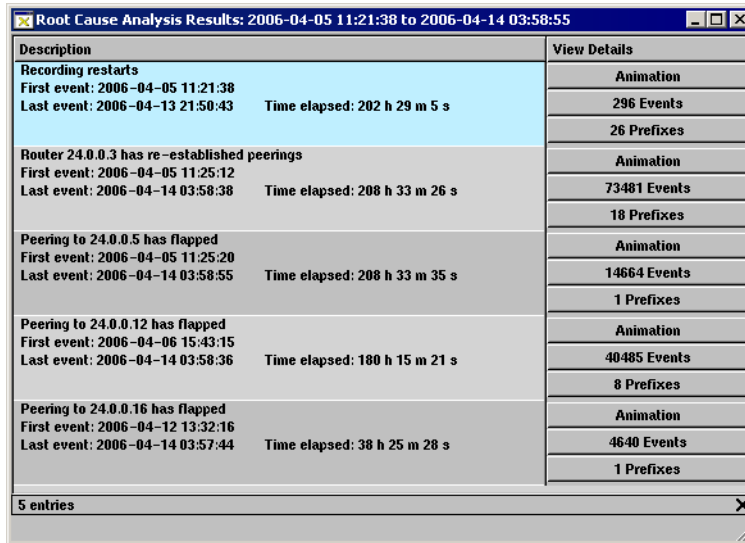 Root Cause Analysis Results: 2006-04-05 11:21:38 to 2006-04-14 03:58:55
Description View Details
Recording restarts
First event: 2006-04-05 11:21:38
Last event: 2006-04-13 21:50:43 Time elapsed: 202 h 29 m 5 s
Animation
296 Events
26 Prefixes
Router 24.0.0.3 has re-established peerings
First event: 2006-04-05 11:25:12
Last event: 2006-04-14 03:58:38 Time elapsed: 208 h 33 m 26 s
Animation
73481 Events
18 Prefixes
Peering to 24.0.0.5 has flapped
First event: 2006-04-05 11:25:20
Last event: 2006-04-14 03:58:55 Time elapsed: 208 h 33 m 35 s
Animation
14664 Events
1 Prefixes
Peering to 24.0.0.12 has flapped
First event: 2006-04-06 15:43:15
Last event: 2006-04-14 03:58:36 Time elapsed: 180 h 15 m 21 s
Animation
40485 Events
8 Prefixes
Peering to 24.0.0.16 has flapped
First event: 2006-04-12 13:32:16
Last event: 2006-04-14 03:57:44 Time elapsed: 38 h 25 m 28 s
Animation
4640 Events
1 Prefixes
5 entries